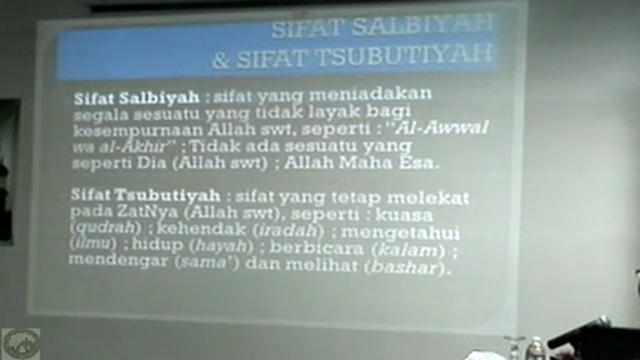 SIFAT SALBIYAH
& SIFAT TSUBUTIYAH
Sifat Salbiyah : sifat yang meniadakan
segala sesuatu yang tidak layak bagi
kesempurnaan Allah swt, seperti : "Al-Awwal
wa al-Âkhir" ; Tidak ada sesuatu yang
seperti Dia (Allah swt) ; Allah Maha Esa.
Sifat Tsubutiyah : sifat yang tetap melekat
pada ZatNya (Allah swt), seperti : kuasa
(qudrah) ; kehendak (iradah) ; mengetahui
(ilmu) ; hidup (hayah) ; berbicara (kalam) ;
mendengar (sama') dan melihat (bashar).